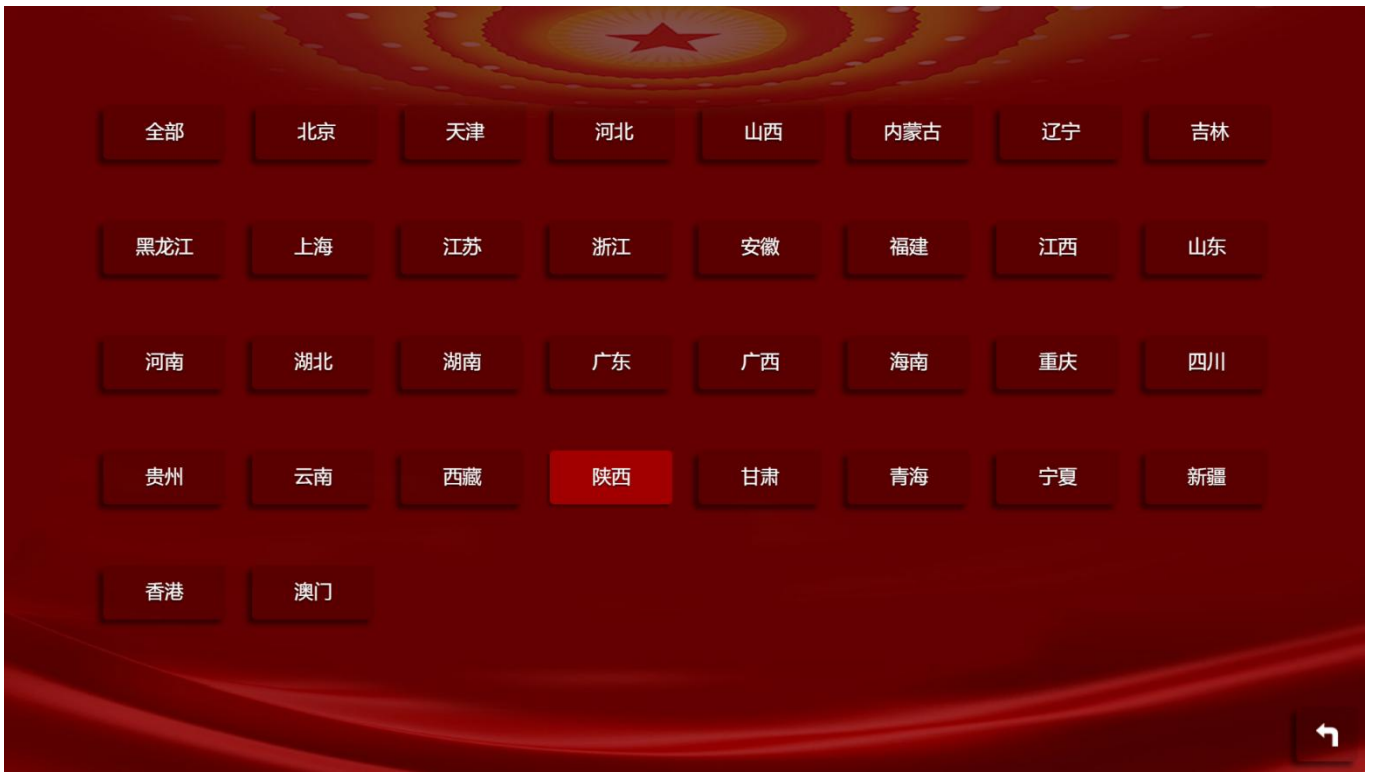 全部 北京 天津 河北 山西 内蒙古 辽宁 吉林
黑龙江 上海 江苏 浙江 安徽 福建 江西 山东
河南 湖北 湖南 广东 广西 海南 重庆 四川
贵州 云南 西藏 陕西 甘肃 青海 宁夏 新疆
香港 澳门